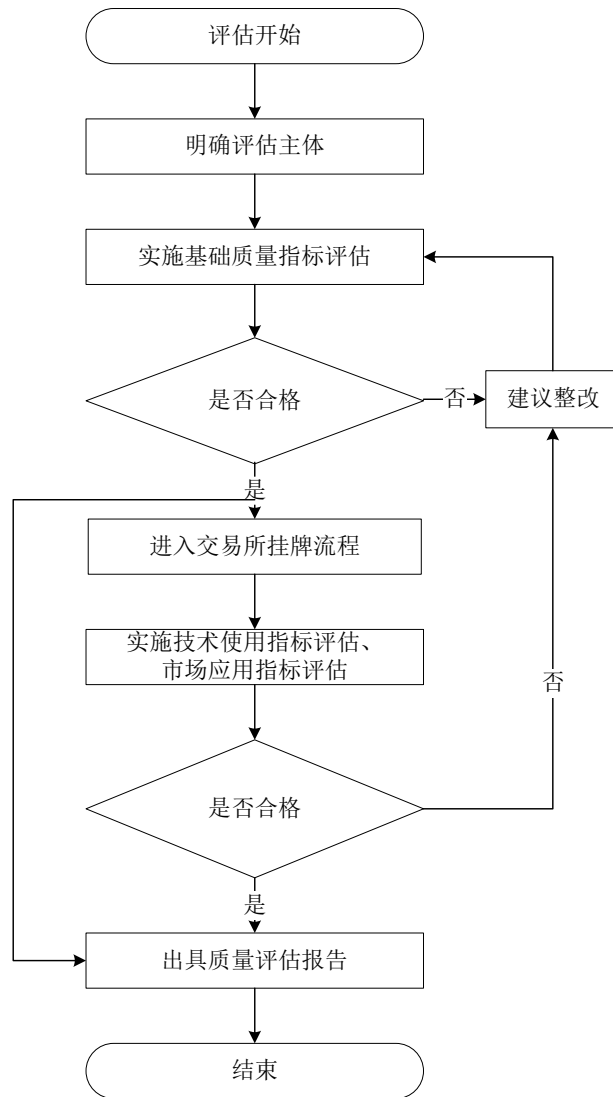 评估开始
明确评估主体
实施基础质量指标评估
是否合格
否
建议整改
是
进入交易所挂牌流程
实施技术使用指标评估、
市场应用指标评估
否
是否合格
是
出具质量评估报告
结束